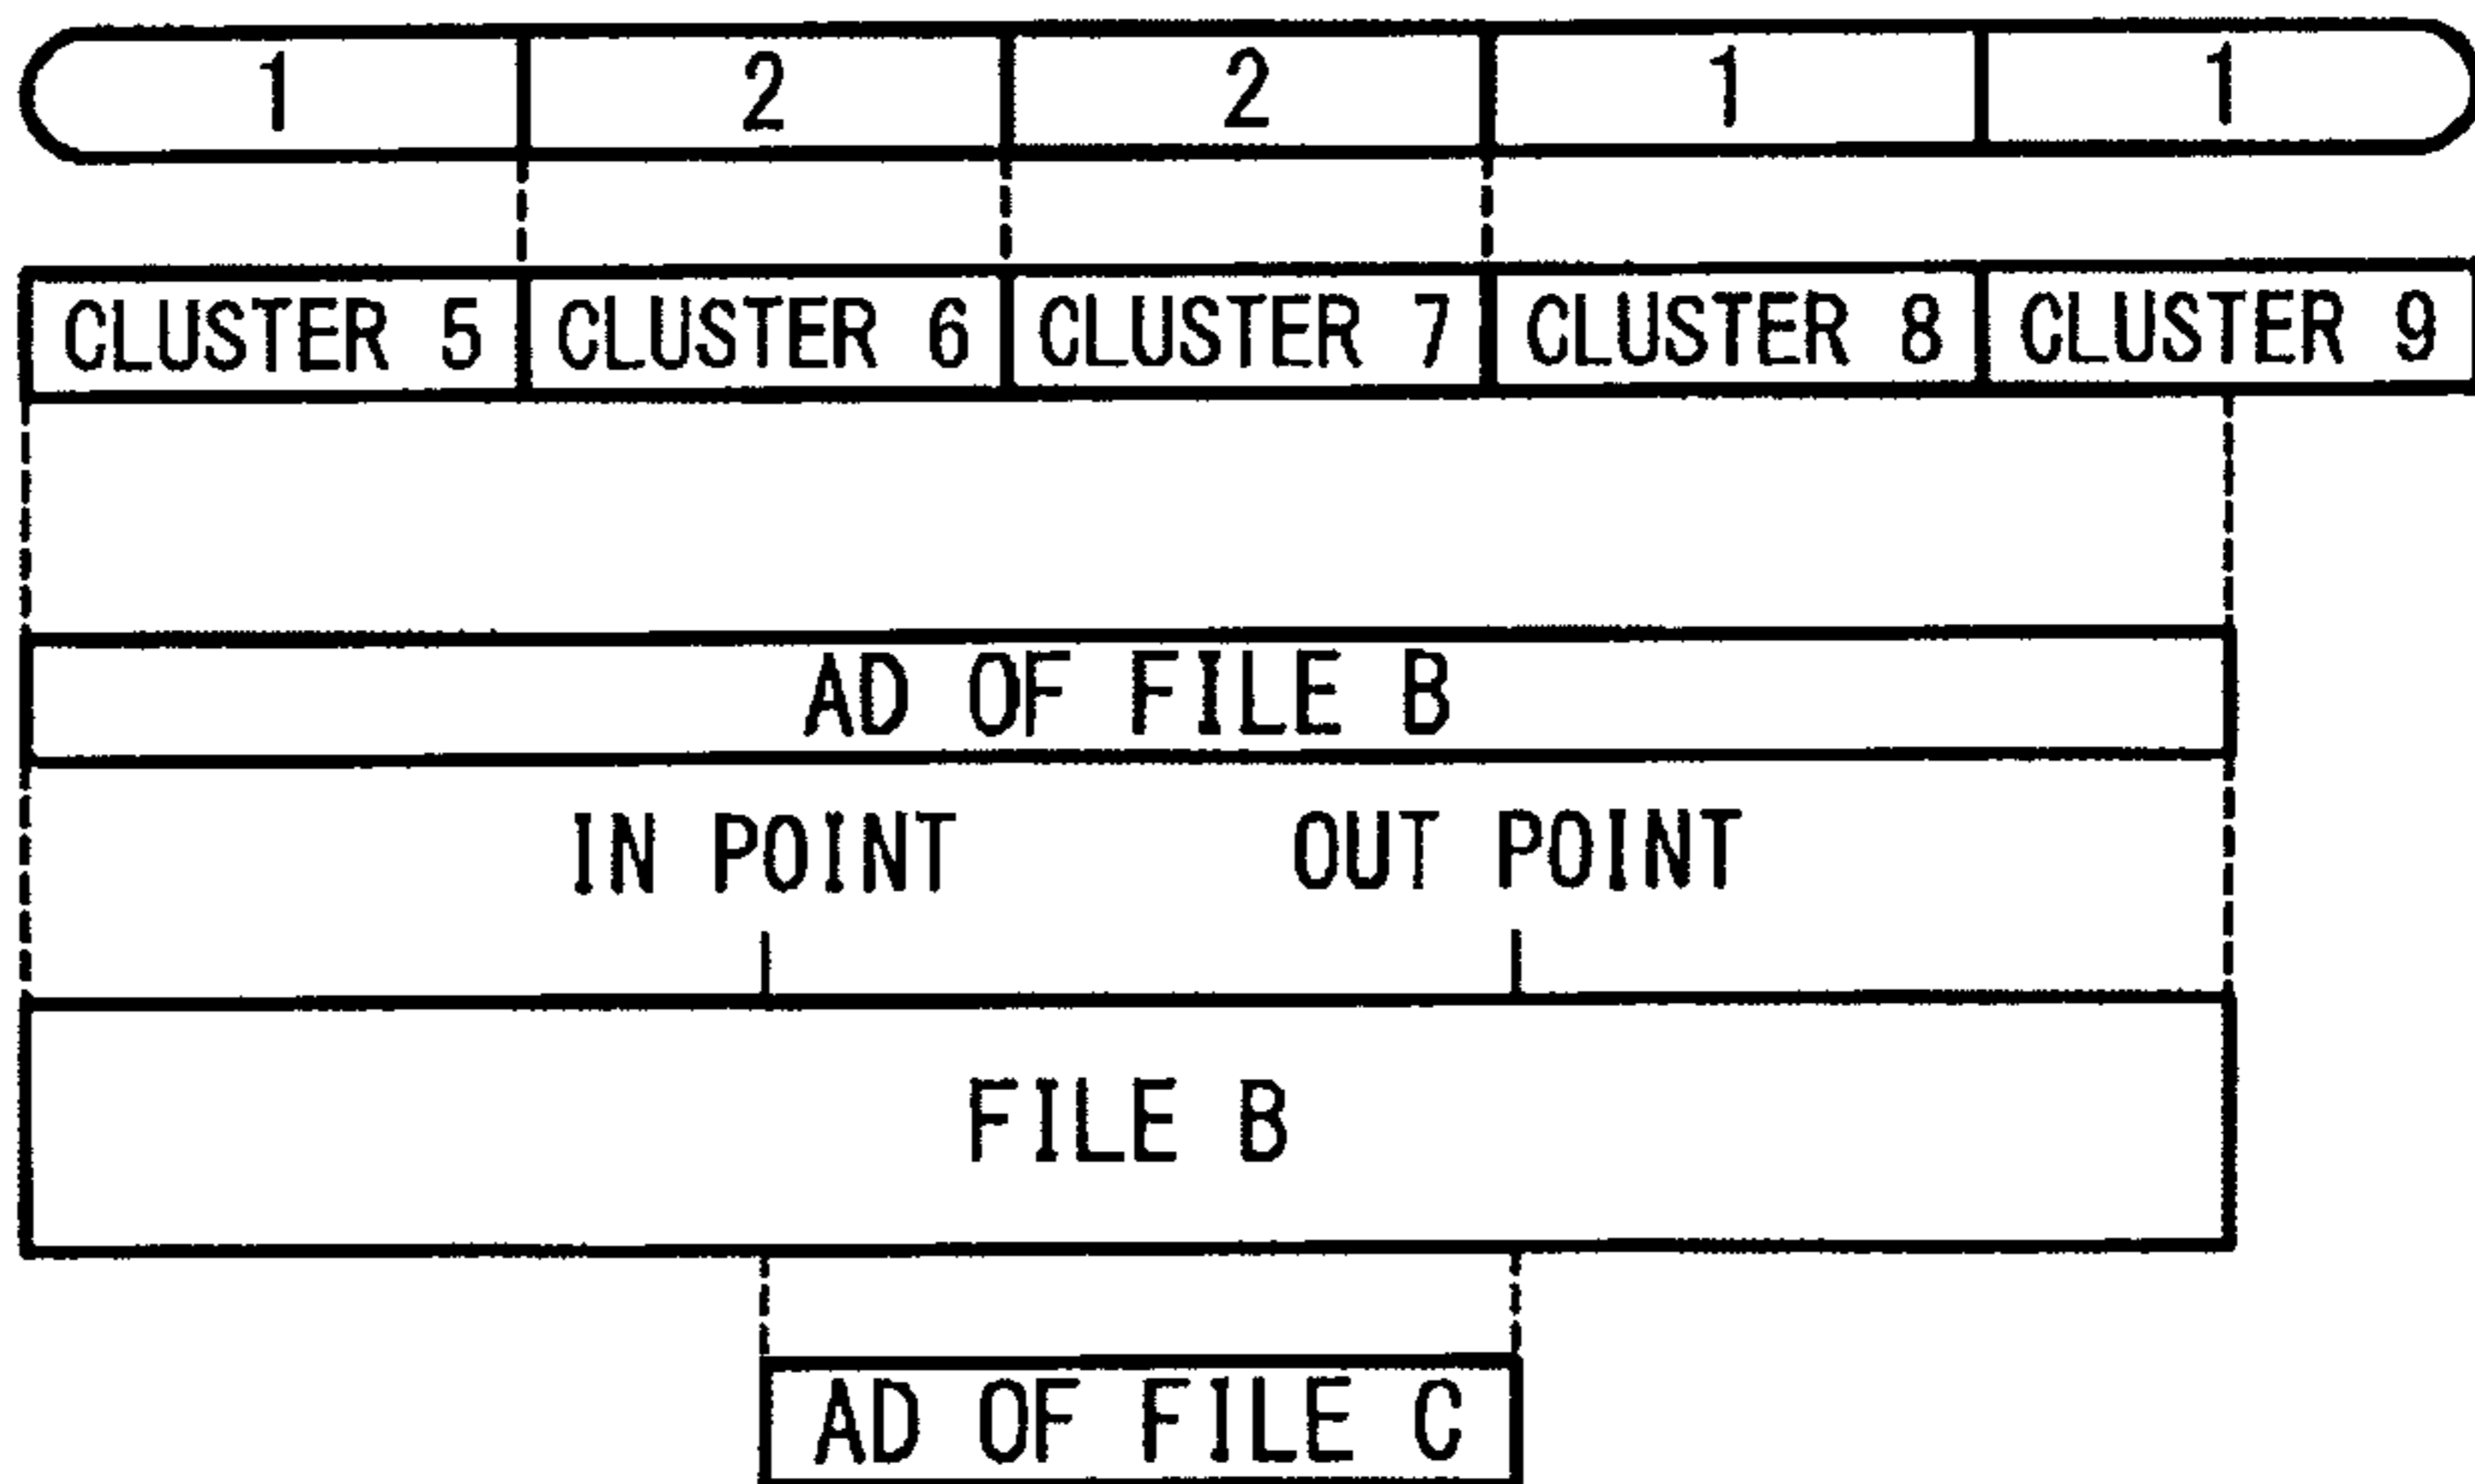 1 2 2 1 1
CLUSTER 5 CLUSTER 6 CLUSTER 7 CLUSTER 8 CLUSTER 9
AD OF FILE B
IN POINT OUT POINT
FILE B
AD OF FILE C